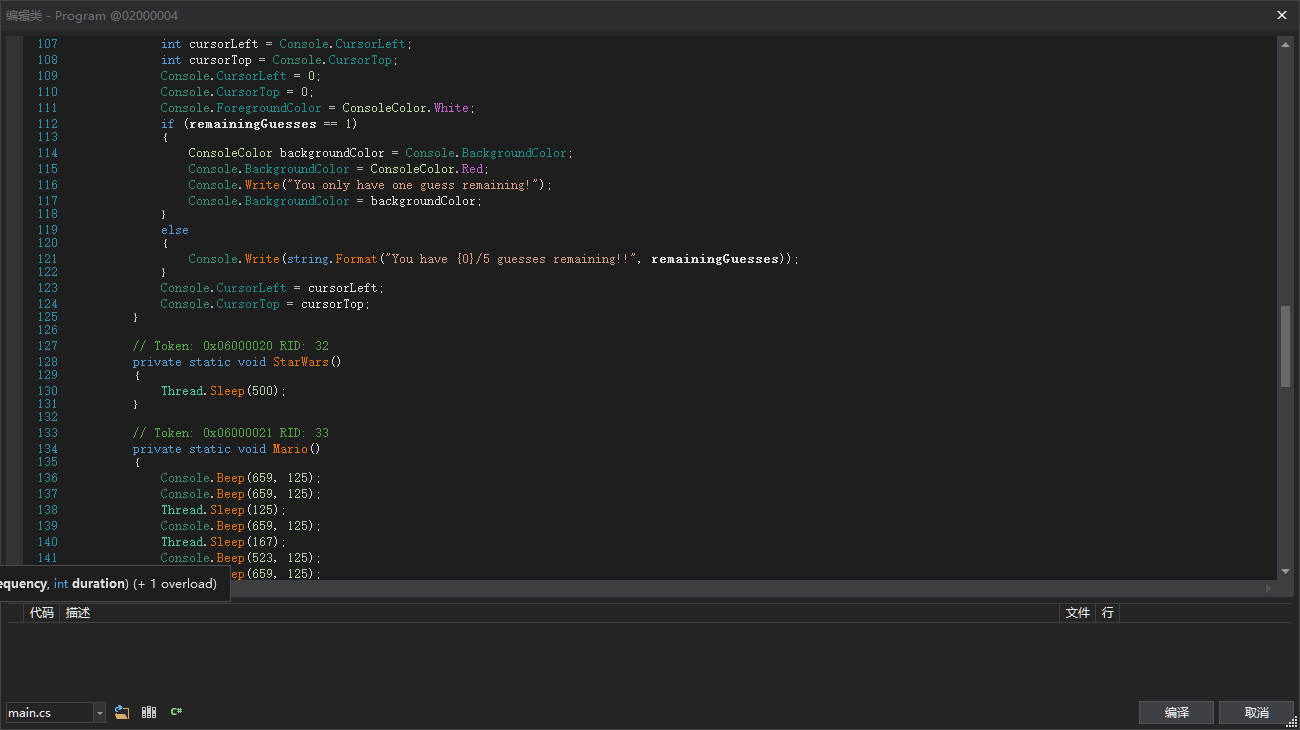 编辑类 - Program @02000004
107 int cursorLeft = Console.CursorLeft;
108 int cursorTop = Console.CursorTop;
109 Console.CursorLeft = 0;
110 Console.CursorTop = 0;
111 Console.ForegroundColor = ConsoleColor.White;
112 if (remainingGuesses == 1)
113 {
114 ConsoleColor backgroundColor = Console.BackgroundColor;
115 Console.BackgroundColor = ConsoleColor.Red;
116 Console.Write("You only have one guess remaining!");
117 Console.BackgroundColor = backgroundColor;
118 }
119 else
120 {
121 Console.Write(string.Format("You have {0}/5 guesses remaining!!", remainingGuesses));
122 }
123 Console.CursorLeft = cursorLeft;
124 Console.CursorTop = cursorTop;
125 }
126
127 // Token: 0x06000020 RID: 32
128 private static void StarWars()
129 {
130 Thread.Sleep(500);
131 }
132
133 // Token: 0x06000021 RID: 33
134 private static void Mario()
135 {
136 Console.Beep(659, 125);
137 Console.Beep(659, 125);
138 Thread.Sleep(125);
139 Console.Beep(659, 125);
140 Thread.Sleep(167);
141 Console.Beep(523, 125);
ep(659, 125);
equency, int duration) (+ 1 overload)
代码 描述 文件 行
main.cs C# 编译 取消